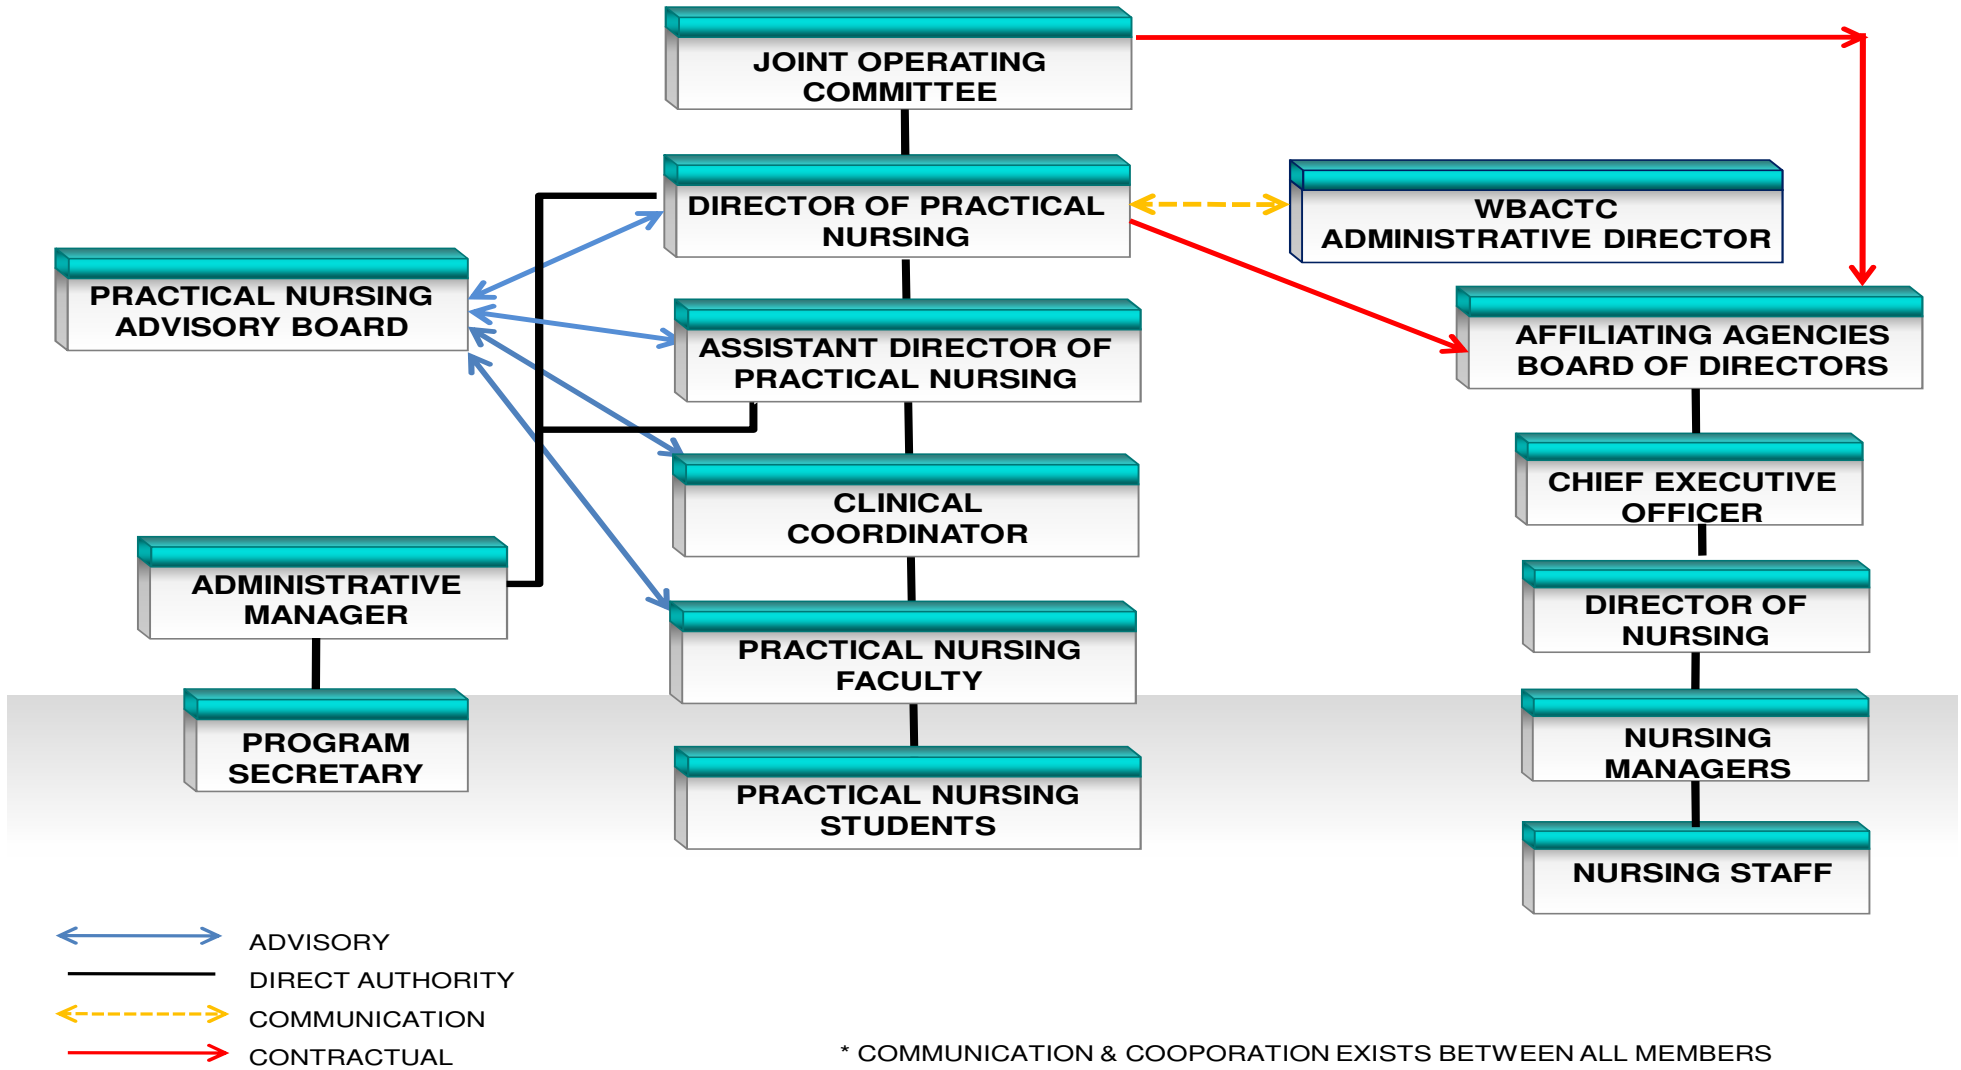 JOINT OPERATING
COMMITTEE
DIRECTOR OF PRACTICAL
NURSING
WBACTC
ADMINISTRATIVE DIRECTOR
PRACTICAL NURSING
ADVISORY BOARD
ASSISTANT DIRECTOR OF
PRACTICAL NURSING
AFFILIATING AGENCIES
BOARD OF DIRECTORS
CLINICAL
COORDINATOR
CHIEF EXECUTIVE
OFFICER
ADMINISTRATIVE
MANAGER
DIRECTOR OF
NURSING
PRACTICAL NURSING
FACULTY
PROGRAM
SECRETARY
NURSING
MANAGERS
PRACTICAL NURSING
STUDENTS
NURSING STAFF
ADVISORY
DIRECT AUTHORITY
COMMUNICATION
CONTRACTUAL
* COMMUNICATION & COOPORATION EXISTS BETWEEN ALL MEMBERS